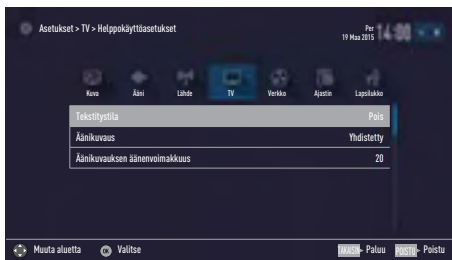 Asetukset > TV > Helppokäyttöasetukset
Per
19 Maa 2015
14:00
Kuva Ääni Lähde TV Verkko Ajastin Lapsilukko
Tekstitystila Pois
Äänikuvaus Yhdistetty
Äänikuvauksen äänenvoimakkuus 20
Muuta aluetta OK Valitse TAKAISIN Paluu POISTU Poistu